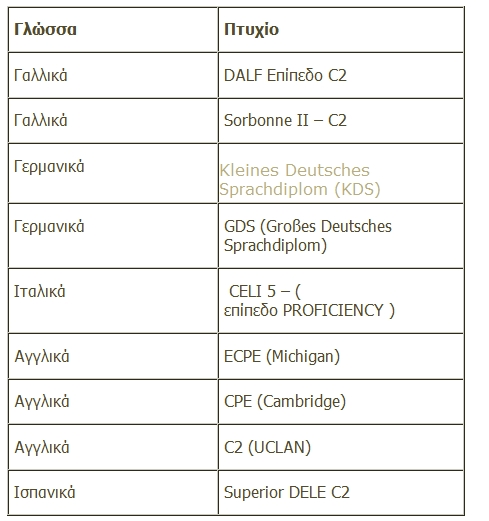 Γλώσσα Πτυχίο
Γαλλικά DALF Επίπεδο C2
Γαλλικά Sorbonne II – C2
Γερμανικά Kleines Deutsches
Sprachdiplom (KDS)
Γερμανικά GDS (Großes Deutsches
Sprachdiplom)
Ιταλικά CELI 5 – (
επίπεδο PROFICIENCY )
Αγγλικά ECPE (Michigan)
Αγγλικά CPE (Cambridge)
Αγγλικά C2 (UCLAN)
Ισπανικά Superior DELE C2